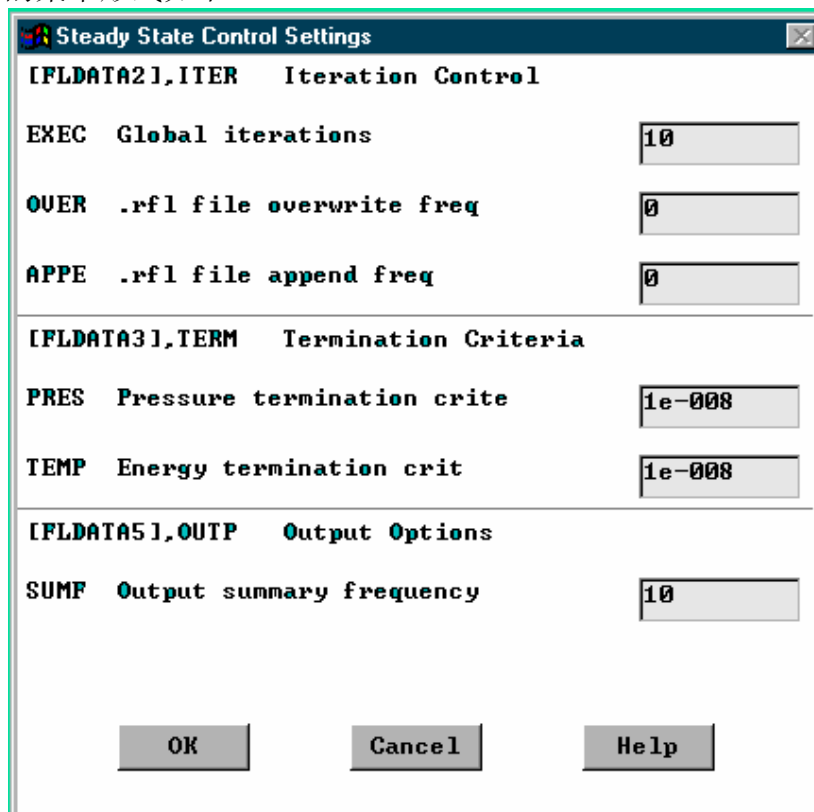 Steady State Control Settings
[FLDATA2],ITER Iteration Control
EXEC Global iterations 10
OVER .rfl file overwrite freq 0
APPE .rfl file append freq 0
[FLDATA3],TERM Termination Criteria
PRES Pressure termination crite 1e-008
TEMP Energy termination crit 1e-008
[FLDATA5],OUTP Output Options
SUMF Output summary frequency 10
OK Cancel Help